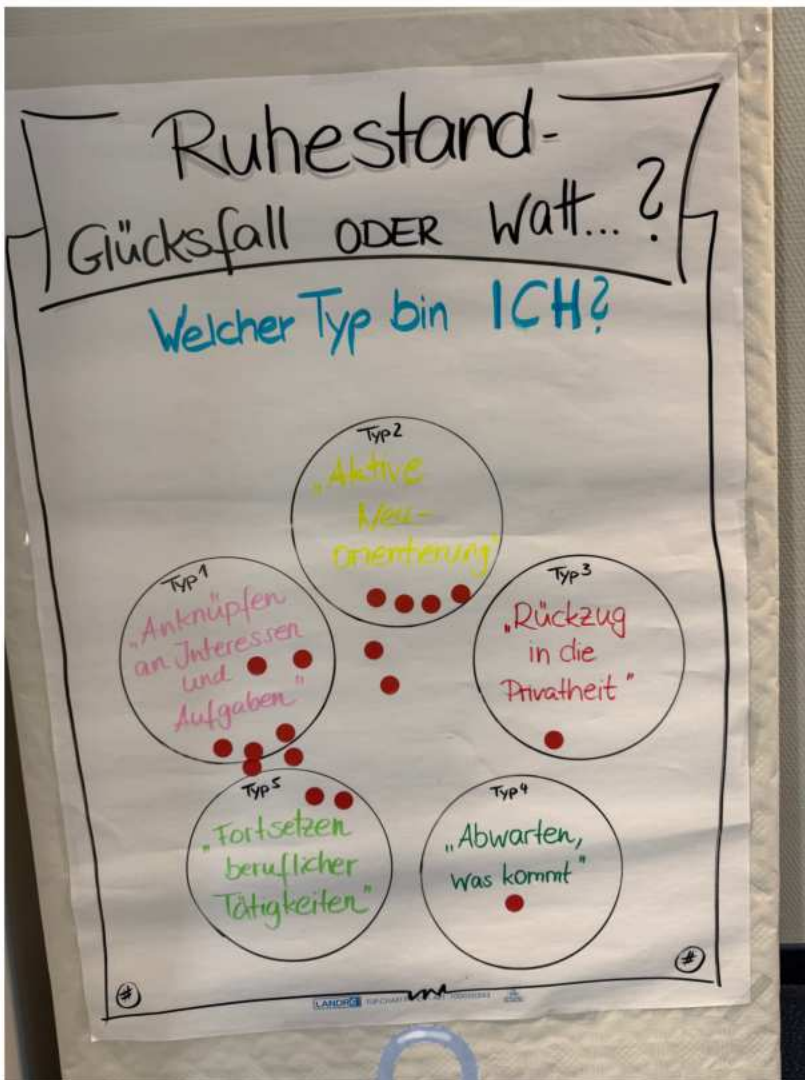 Ruhestand-
Glücksfall ODER Watt...?
Welcher Typ bin ICH?
Typ 2
„Aktive
Neu-
orientierung"
Typ 1
„Anknüpfen
an Interessen
und
Aufgaben"
Typ 3
„Rückzug
in die
Privatheit"
Typ 5
„Fortsetzen
beruflicher
Tätigkeiten"
Typ 4
„Abwarten,
was kommt"
#
#
LANDRÉ